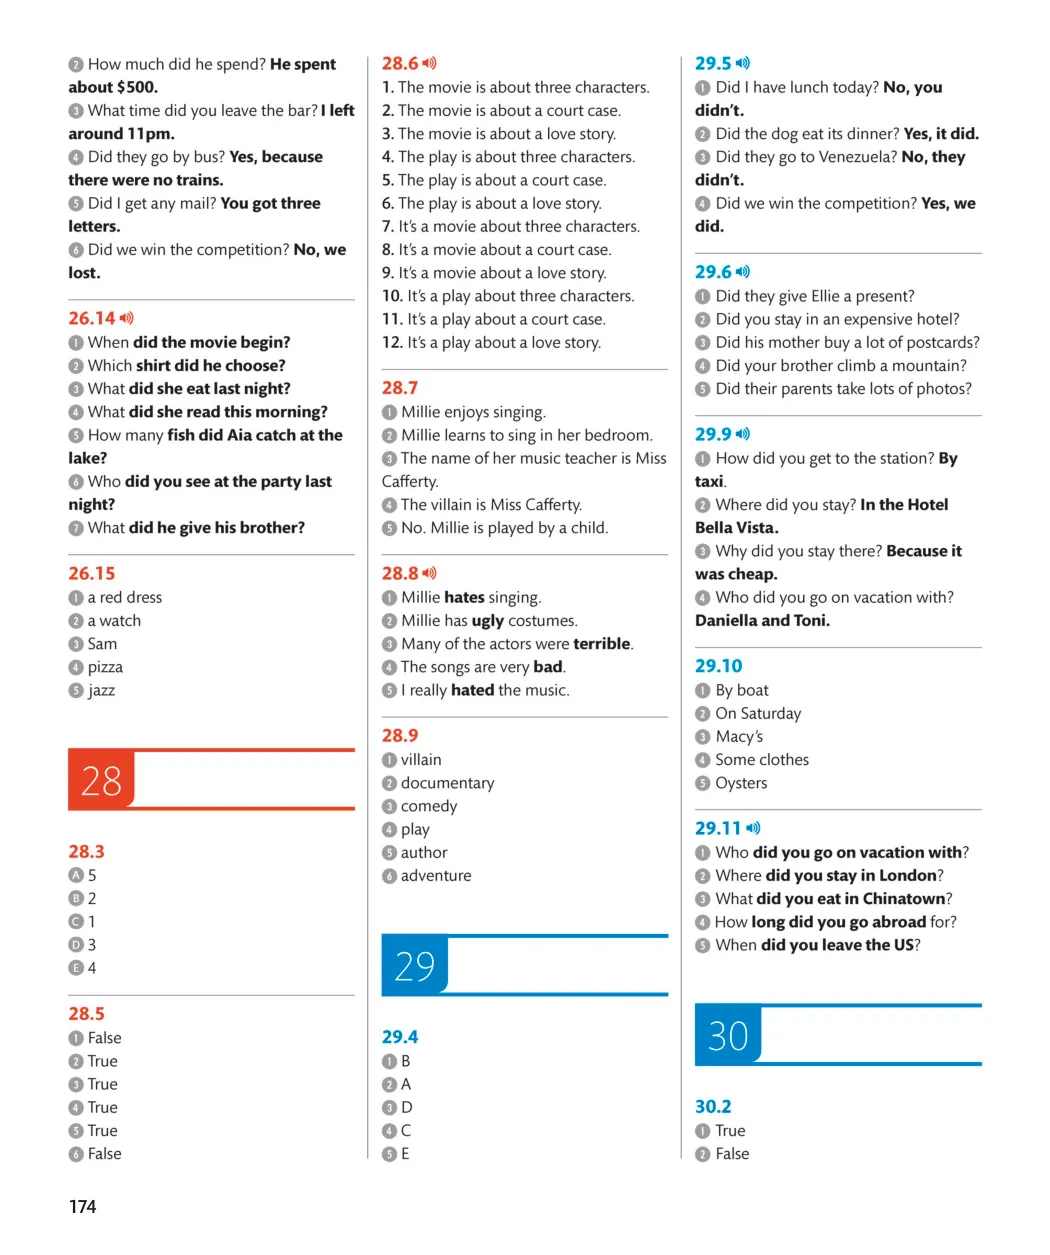 2 How much did he spend? He spent
about $500.
3 What time did you leave the bar? I left
around 11pm.
4 Did they go by bus? Yes, because
there were no trains.
5 Did I get any mail? You got three
letters.
6 Did we win the competition? No, we
lost.
26.14
1 When did the movie begin?
2 Which shirt did he choose?
3 What did she eat last night?
4 What did she read this morning?
5 How many fish did Aia catch at the
lake?
6 Who did you see at the party last
night?
7 What did he give his brother?
26.15
1 a red dress
2 a watch
3 Sam
4 pizza
5 jazz
28
28.3
A 5
B 2
C 1
D 3
E 4
28.5
1 False
2 True
3 True
4 True
5 True
6 False
28.6
1. The movie is about three characters.
2. The movie is about a court case.
3. The movie is about a love story.
4. The play is about three characters.
5. The play is about a court case.
6. The play is about a love story.
7. It's a movie about three characters.
8. It's a movie about a court case.
9. It's a movie about a love story.
10. It's a play about three characters.
11. It's a play about a court case.
12. It's a play about a love story.
28.7
1 Millie enjoys singing.
2 Millie learns to sing in her bedroom.
3 The name of her music teacher is Miss
Cafferty.
4 The villain is Miss Cafferty.
5 No. Millie is played by a child.
28.8
1 Millie hates singing.
2 Millie has ugly costumes.
3 Many of the actors were terrible.
4 The songs are very bad.
5 I really hated the music.
28.9
1 villain
2 documentary
3 comedy
4 play
5 author
6 adventure
29
29.4
1 B
2 A
3 D
4 C
5 E
29.5
1 Did I have lunch today? No, you
didn't.
2 Did the dog eat its dinner? Yes, it did.
3 Did they go to Venezuela? No, they
didn't.
4 Did we win the competition? Yes, we
did.
29.6
1 Did they give Ellie a present?
2 Did you stay in an expensive hotel?
3 Did his mother buy a lot of postcards?
4 Did your brother climb a mountain?
5 Did their parents take lots of photos?
29.9
1 How did you get to the station? By
taxi.
2 Where did you stay? In the Hotel
Bella Vista.
3 Why did you stay there? Because it
was cheap.
4 Who did you go on vacation with?
Daniella and Toni.
29.10
1 By boat
2 On Saturday
3 Macy's
4 Some clothes
5 Oysters
29.11
1 Who did you go on vacation with?
2 Where did you stay in London?
3 What did you eat in Chinatown?
4 How long did you go abroad for?
5 When did you leave the US?
30
30.2
1 True
2 False
174